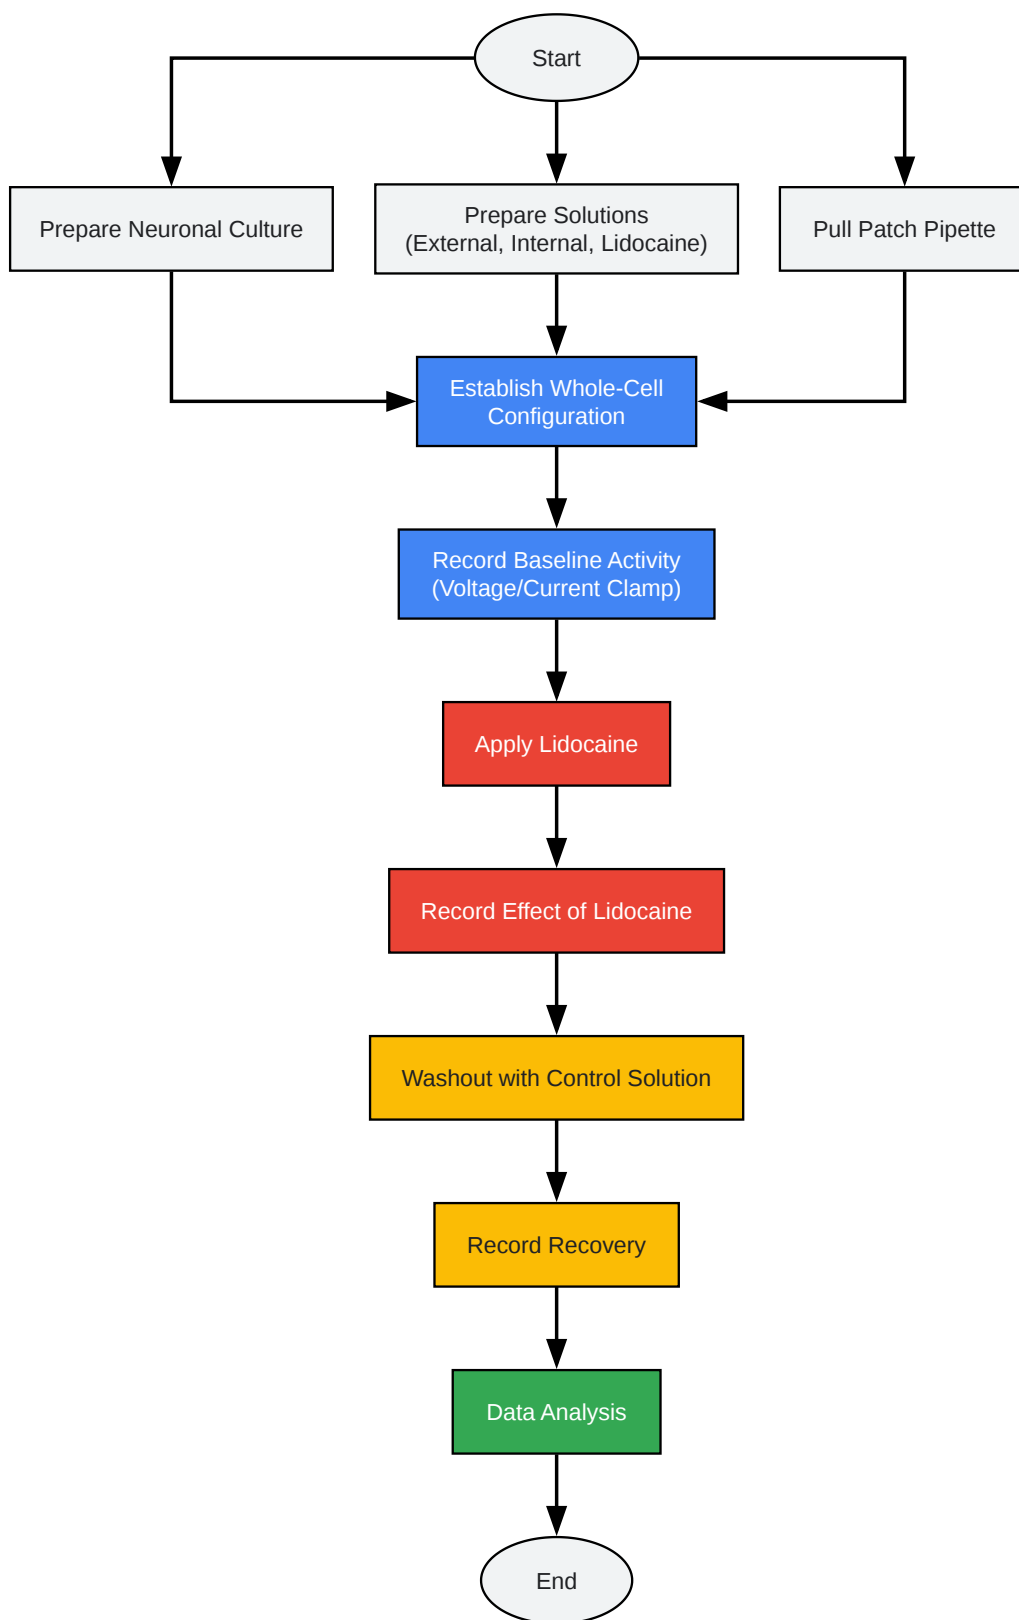 Start
Prepare Neuronal Culture
Prepare Solutions
(External, Internal, Lidocaine)
Pull Patch Pipette
Establish Whole-Cell
Configuration
Record Baseline Activity
(Voltage/Current Clamp)
Apply Lidocaine
Record Effect of Lidocaine
Washout with Control Solution
Record Recovery
Data Analysis
End